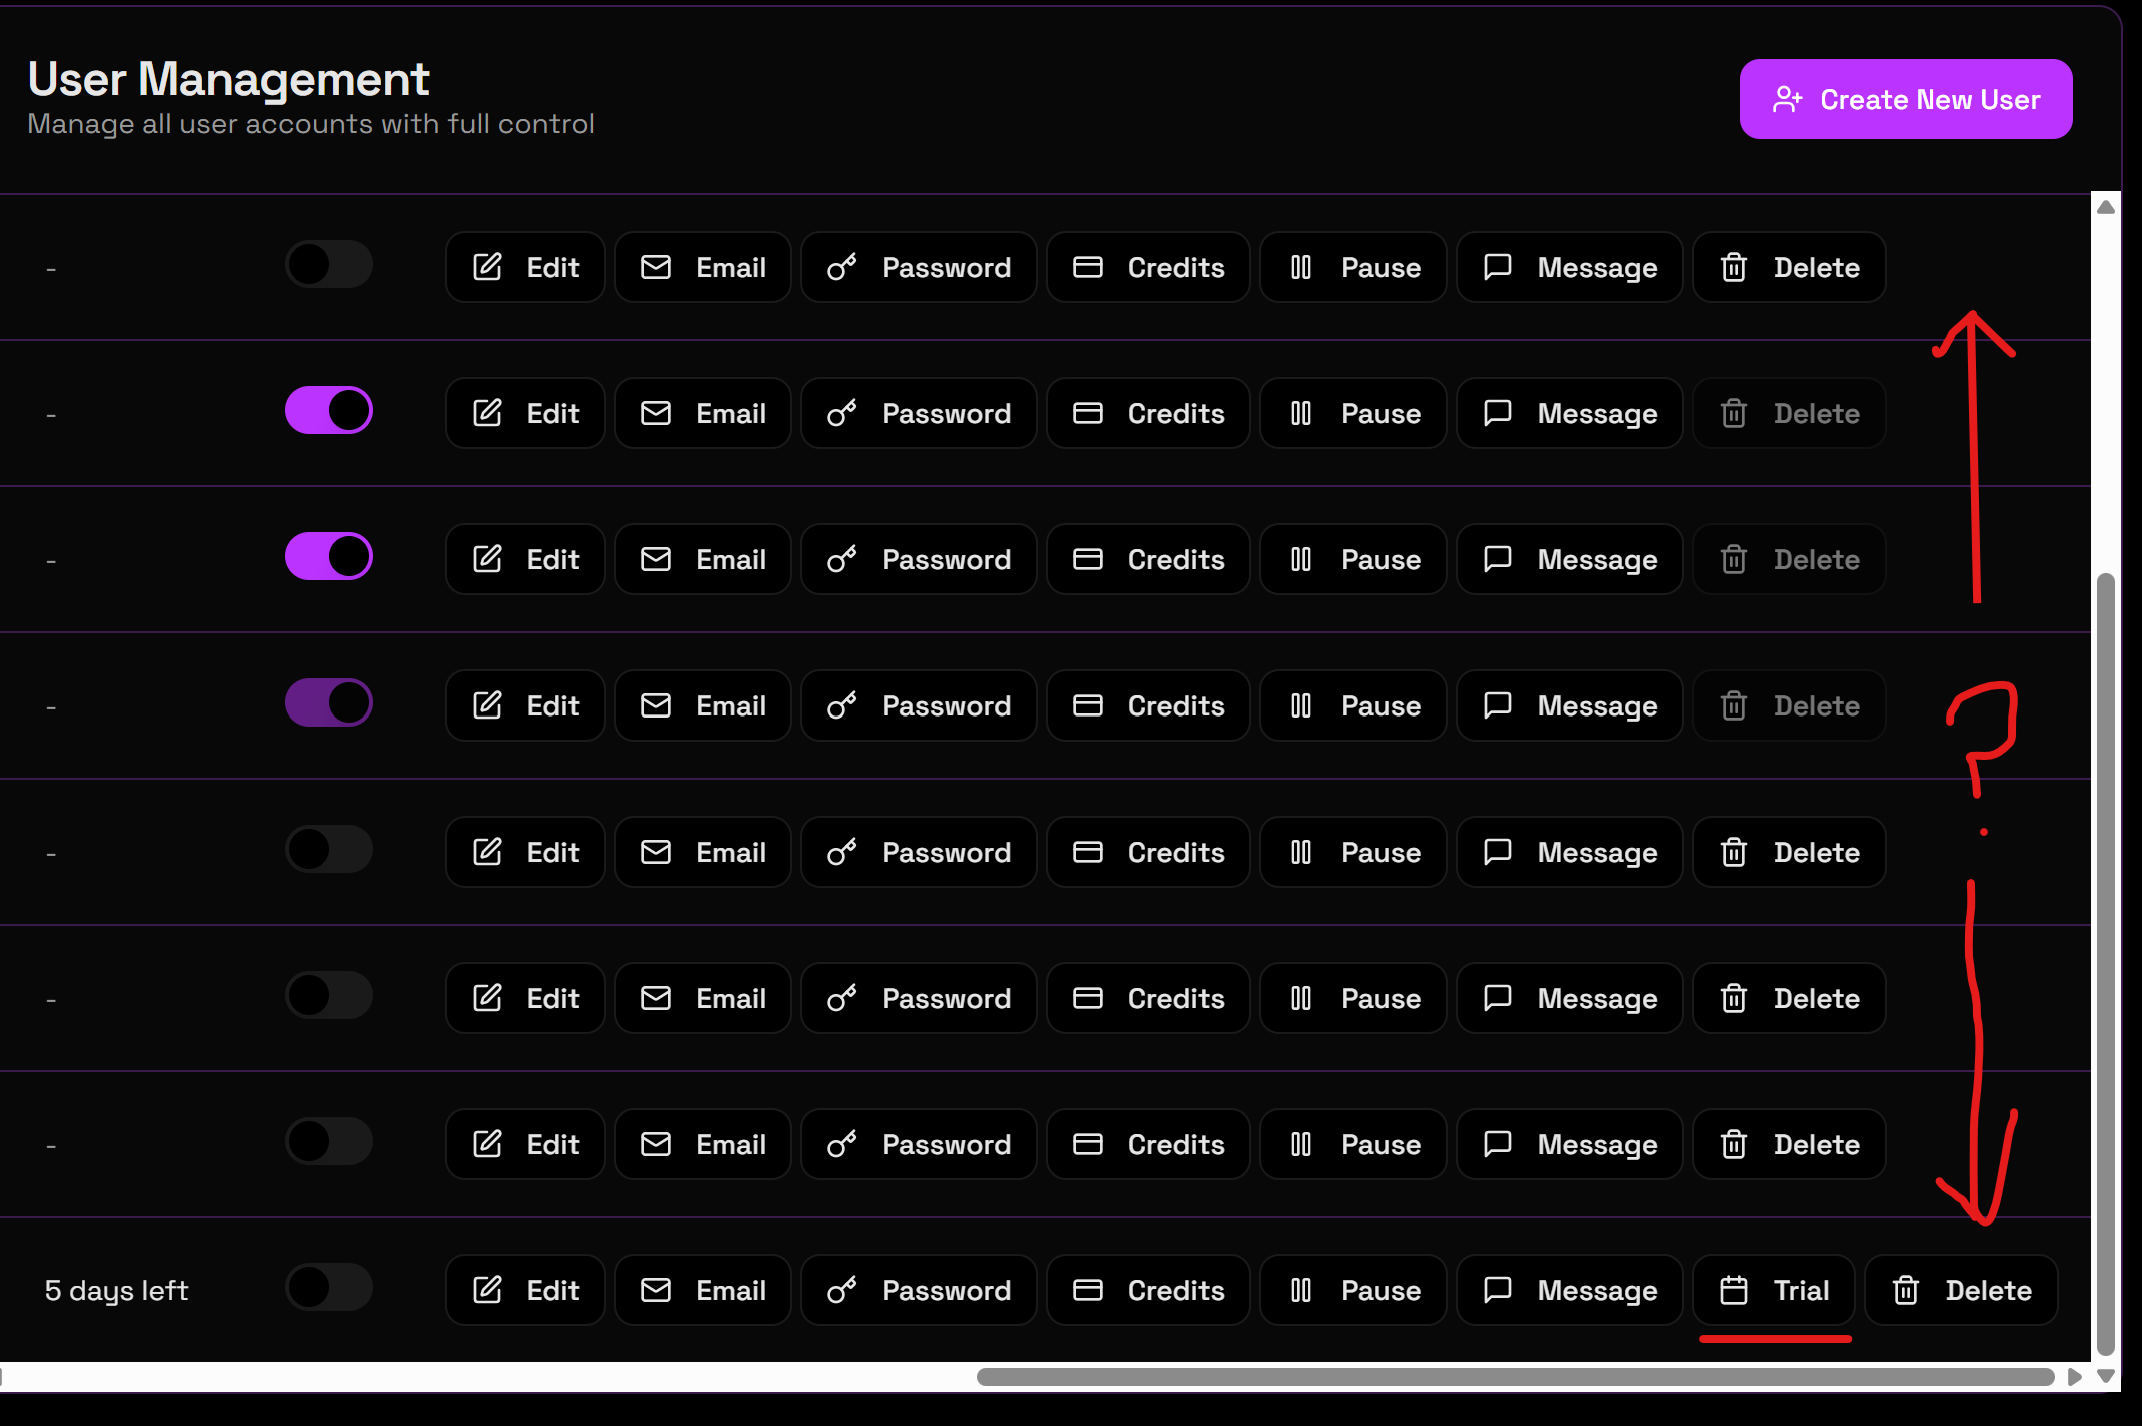 User Management
Manage all user accounts with full control
Create New User
- Edit Email Password Credits Pause Message Delete
- Edit Email Password Credits Pause Message Delete
- Edit Email Password Credits Pause Message Delete
- Edit Email Password Credits Pause Message Delete
?
- Edit Email Password Credits Pause Message Delete
- Edit Email Password Credits Pause Message Delete
- Edit Email Password Credits Pause Message Delete
5 days left Edit Email Password Credits Pause Message Trial Delete